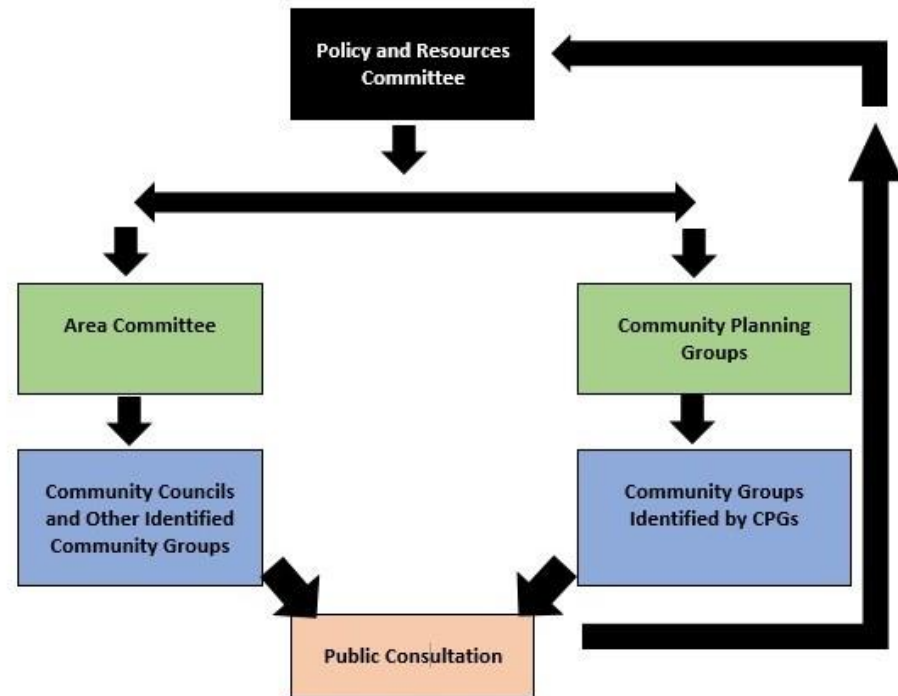 Policy and Resources
Committee
Area Committee
Community Planning
Groups
Community Councils
and Other Identified
Community Groups
Community Groups
Identified by CPGs
Public Consultation